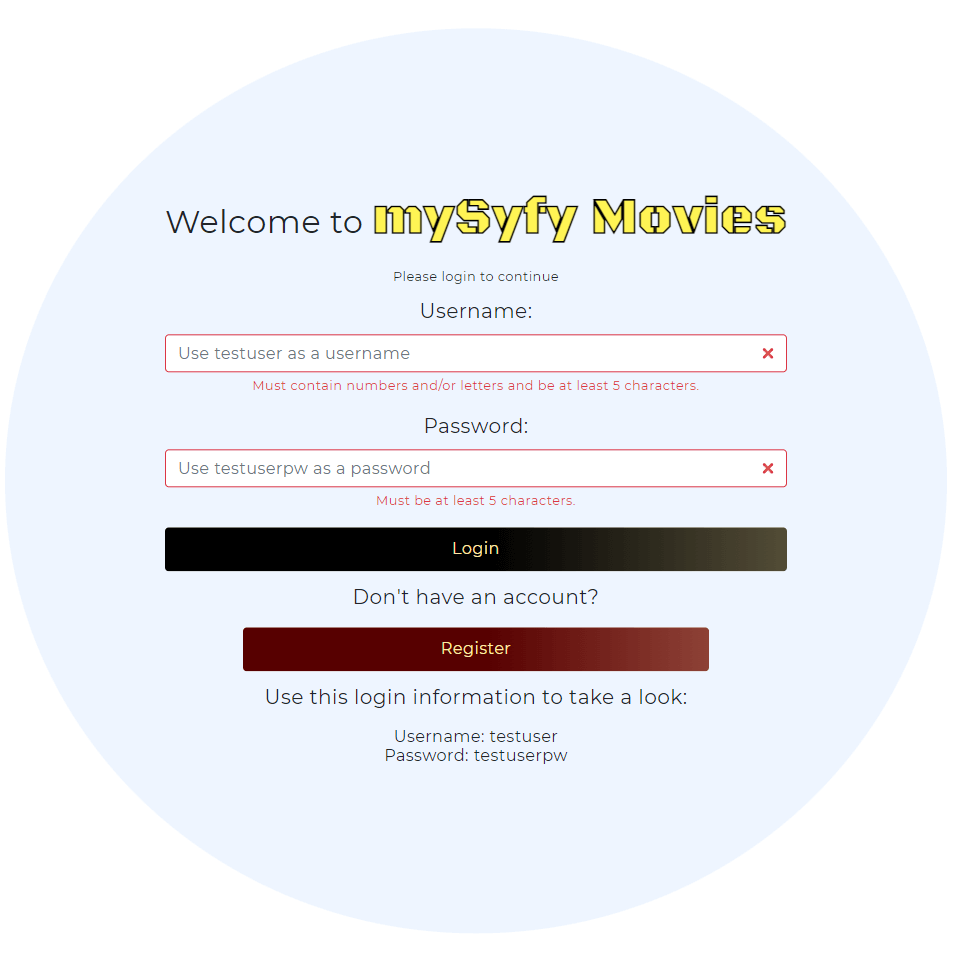 Welcome to mySyfy Movies
Please login to continue
Username:
Use testuser as a username
Must contain numbers and/or letters and be at least 5 characters.
Password:
Use testuserpw as a password
Must be at least 5 characters.
Login
Don't have an account?
Register
Use this login information to take a look:
Username: testuser
Password: testuserpw